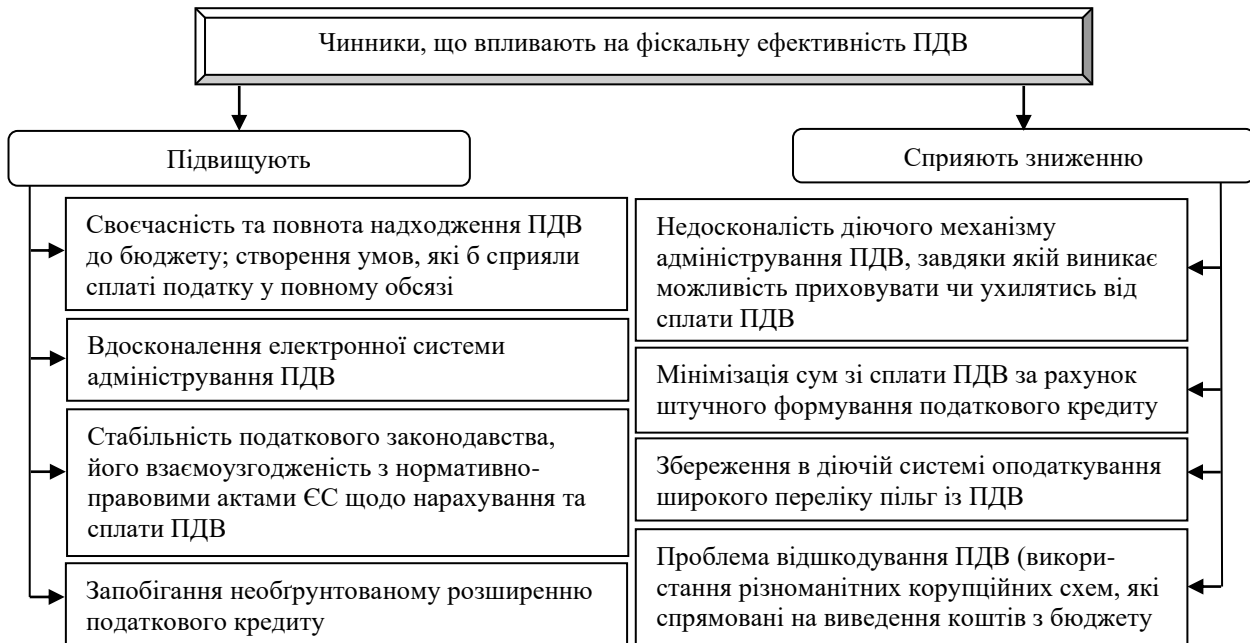 Чинники, що впливають на фіскальну ефективність ПДВ
Підвищують
Своєчасність та повнота надходження ПДВ
до бюджету; створення умов, які б сприяли
сплаті податку у повному обсязі
Вдосконалення електронної системи
адміністрування ПДВ
Стабільність податкового законодавства,
його взаємоузгодженість з нормативно-
правовими актами ЄС щодо нарахування та
сплати ПДВ
Запобігання необґрунтованому розширенню
податкового кредиту
Сприяють зниженню
Недосконалість діючого механізму
адміністрування ПДВ, завдяки якій виникає
можливість приховувати чи ухилятись від
сплати ПДВ
Мінімізація сум зі сплати ПДВ за рахунок
штучного формування податкового кредиту
Збереження в діючій системі оподаткування
широкого переліку пільг із ПДВ
Проблема відшкодування ПДВ (викори-
стання різноманітних корупційних схем, які
спрямовані на виведення коштів з бюджету